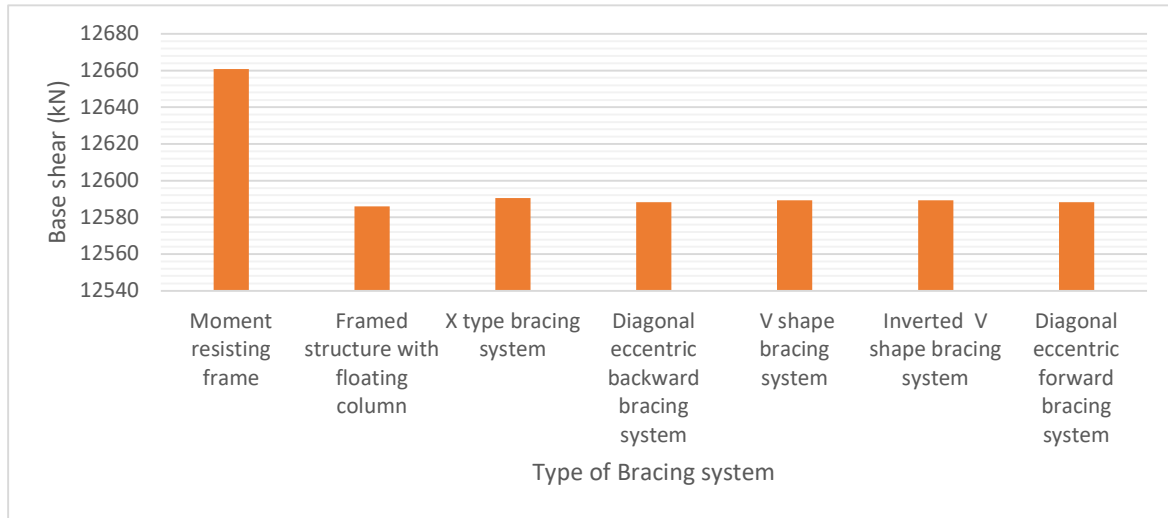 12680
12660
12640
12620
12600
12580
12560
12540
Base shear (kN)
Moment
resisting
frame
Framed
structure with
floating
column
X type bracing
system
Diagonal
eccentric
backward
bracing
system
V shape
bracing
system
Inverted  V
shape bracing
system
Diagonal
eccentric
forward
bracing
system
Type of Bracing system